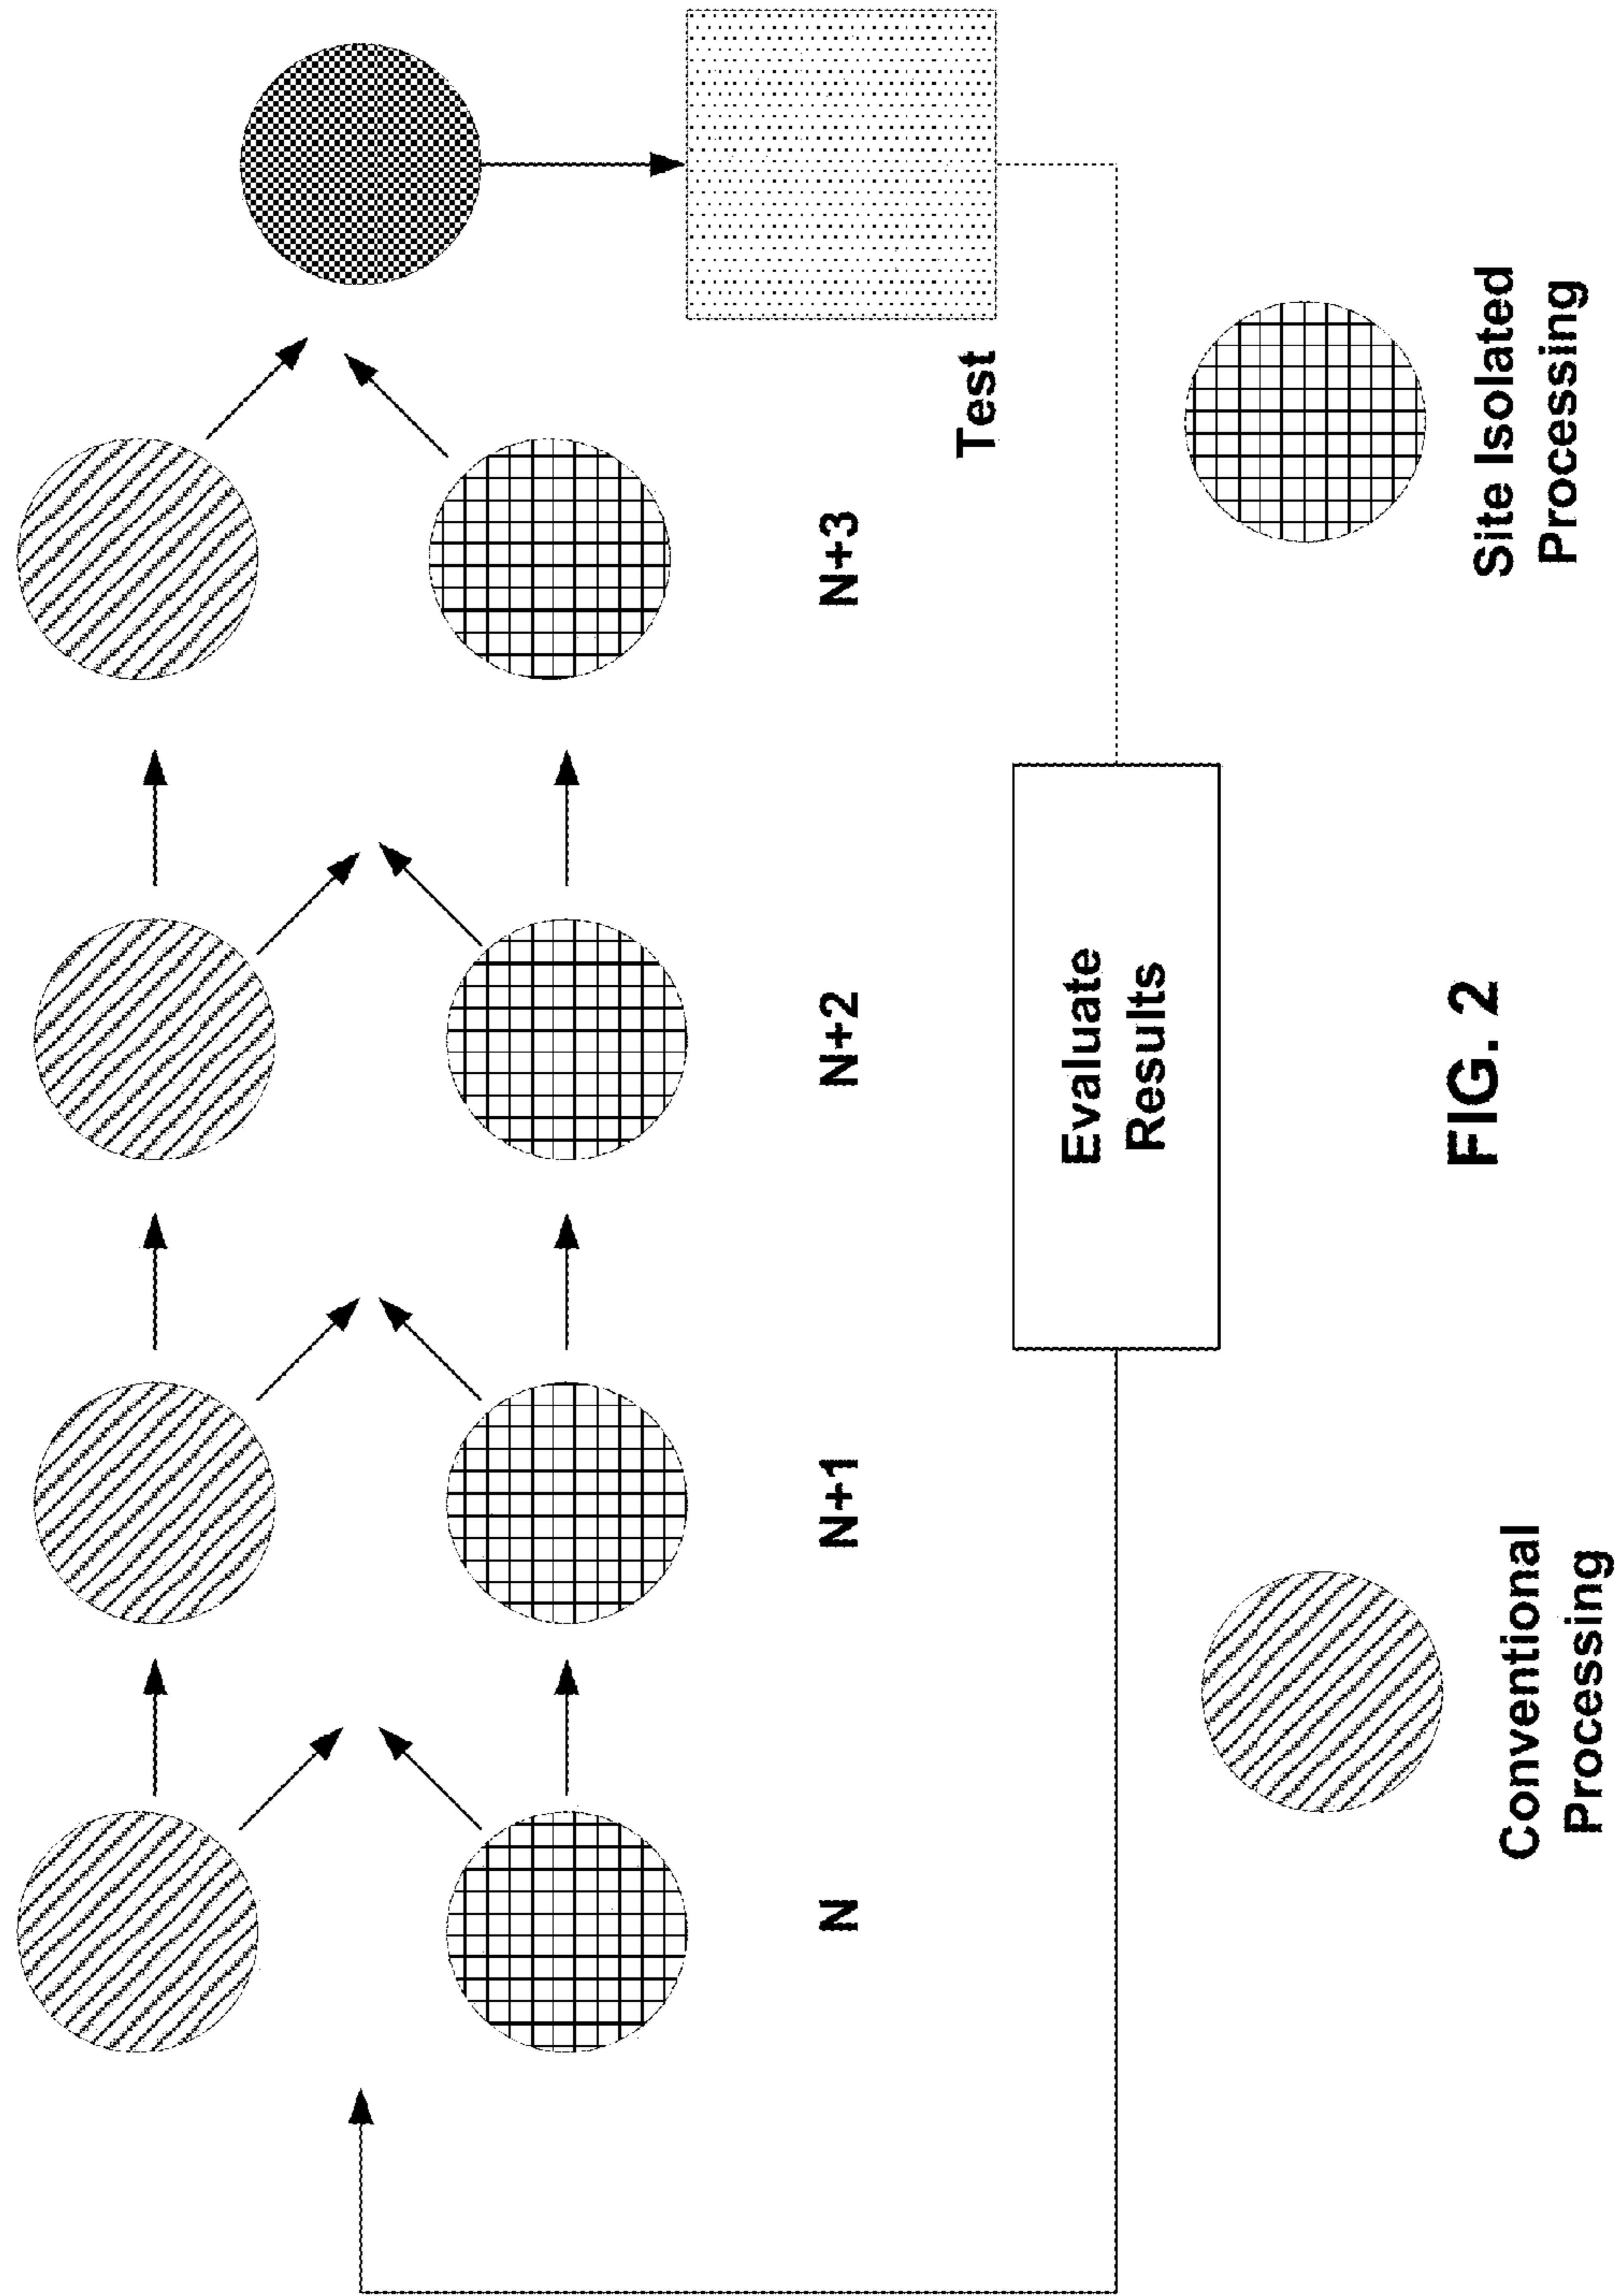 N
N+1
N+2
N+3
Test
Evaluate
Results
Conventional
Processing
Site Isolated
Processing
FIG. 2